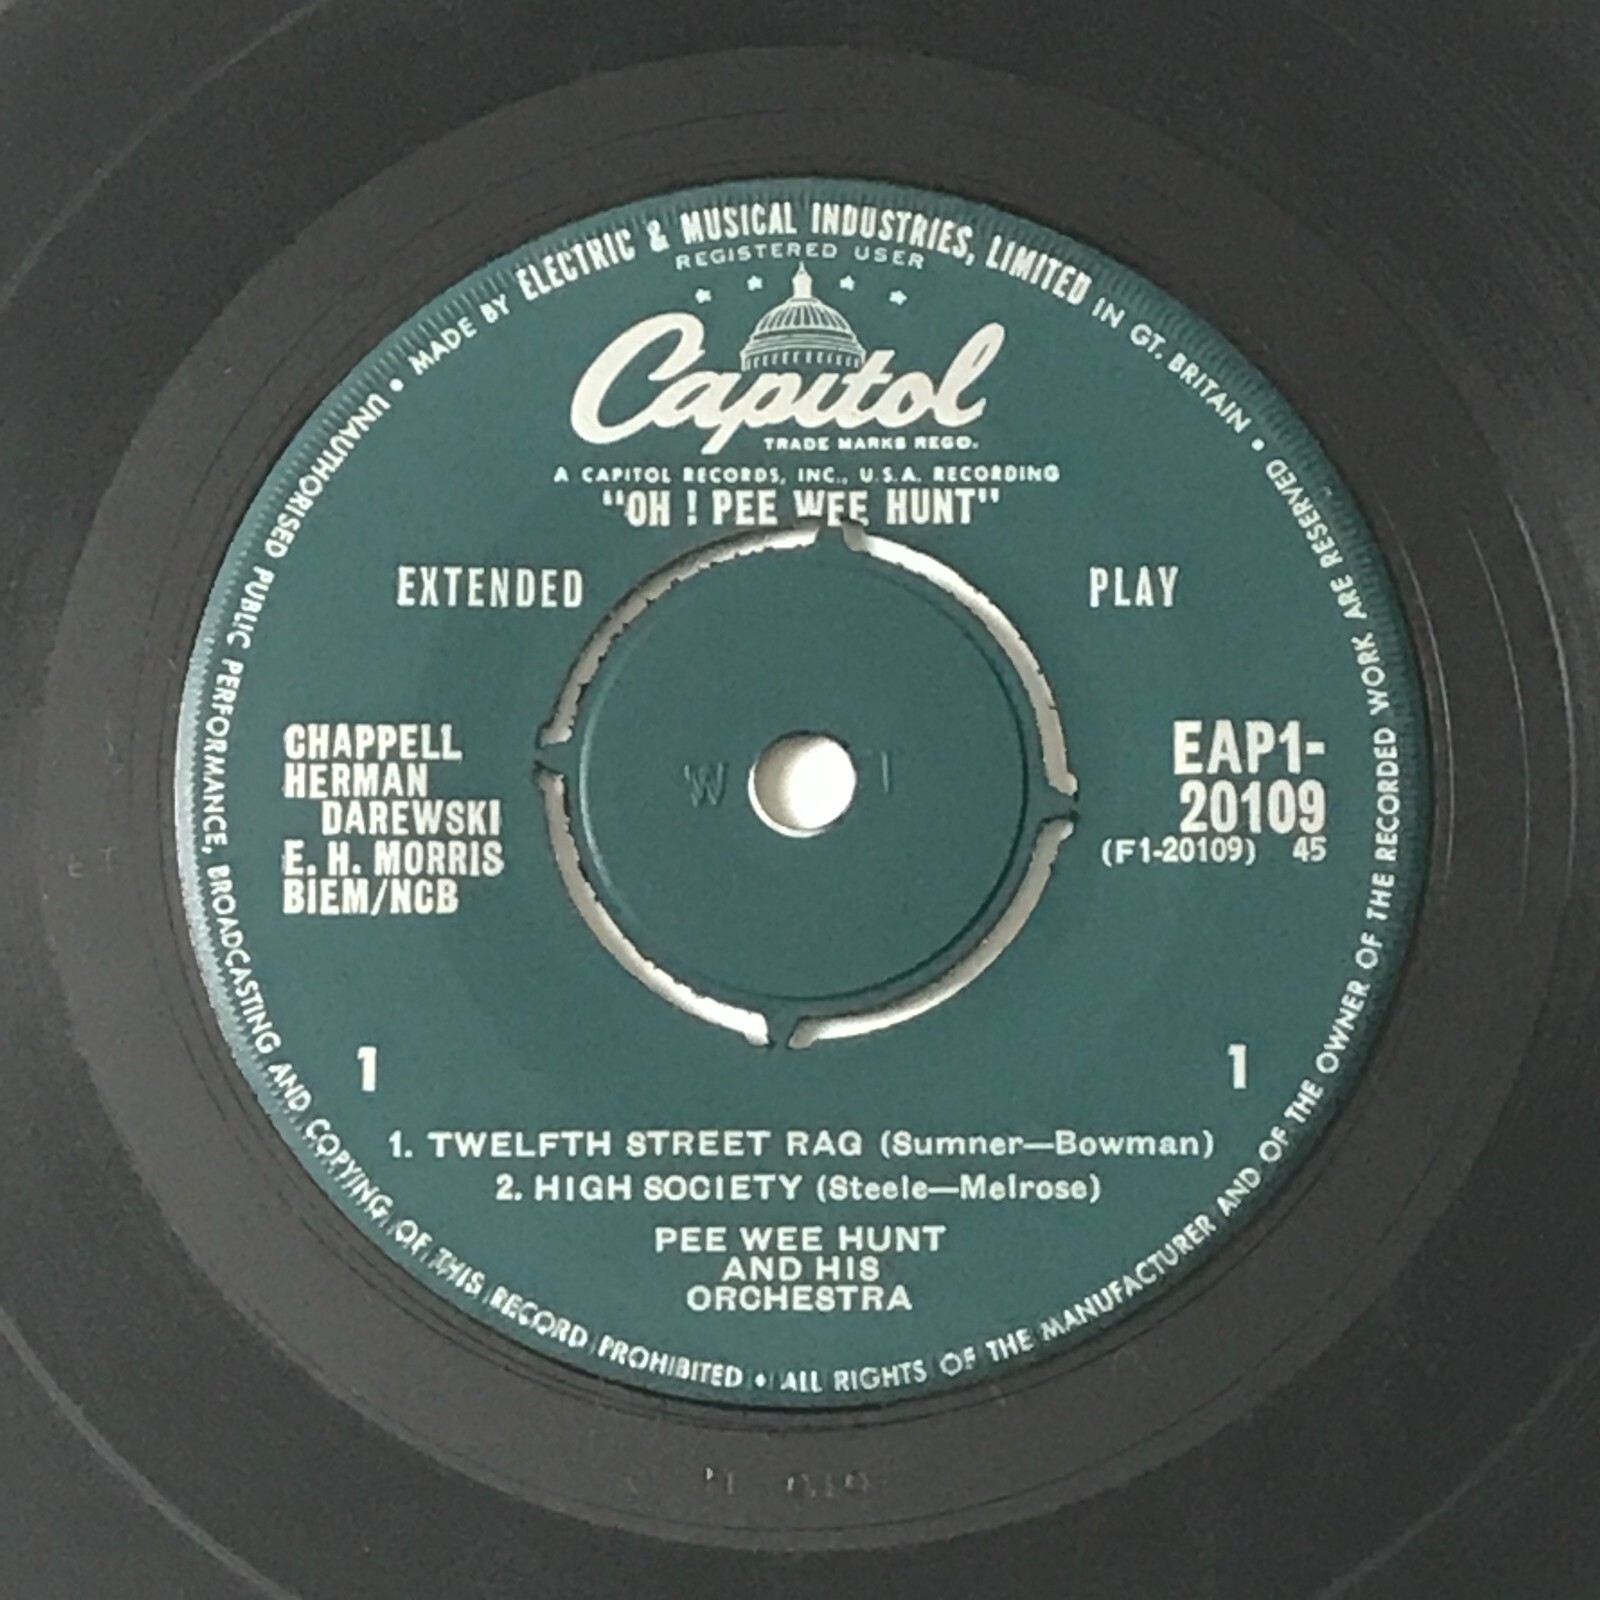 MADE BY ELECTRIC & MUSICAL INDUSTRIES, LIMITED IN GT. BRITAIN • 
REGISTERED USER
Capitol
TRADE MARKS REGD.
A CAPITOL RECORDS, INC., U.S.A. RECORDING
"OH ! PEE WEE HUNT"
EXTENDED PLAY
CHAPPELL
HERMAN
DAREWSKI
E. H. MORRIS
BIEM/NCB
EAP1-
20109
(F1-20109) 45
1 1
1. TWELFTH STREET RAG (Sumner—Bowman)
2. HIGH SOCIETY (Steele—Melrose)
PEE WEE HUNT
AND HIS
ORCHESTRA
ALL RIGHTS OF THE MANUFACTURER AND OF THE OWNER OF THE RECORDED WORK ARE RESERVED •
UNAUTHORISED PUBLIC PERFORMANCE, BROADCASTING AND COPYING OF THIS RECORD PROHIBITED •